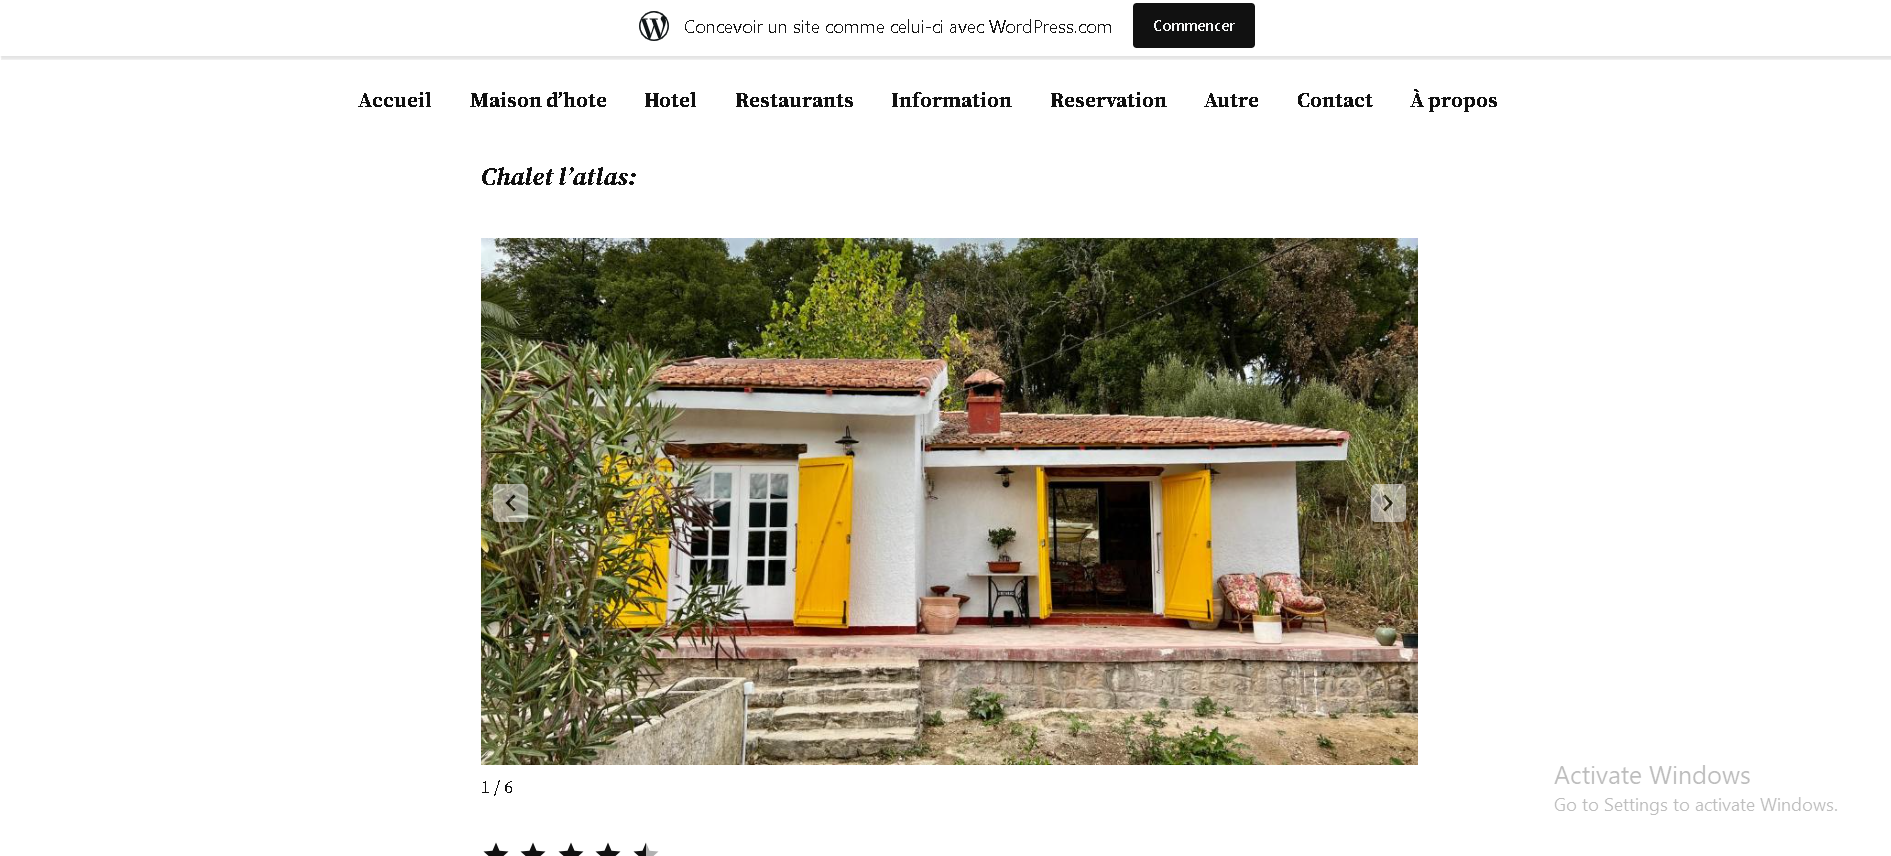 Concevoir un site comme celui-ci avec WordPress.com
Commencer
Accueil Maison d’hote Hotel Restaurants Information Reservation Autre Contact À propos
Chalet l’atlas:
1 / 6
Activate Windows
Go to Settings to activate Windows.